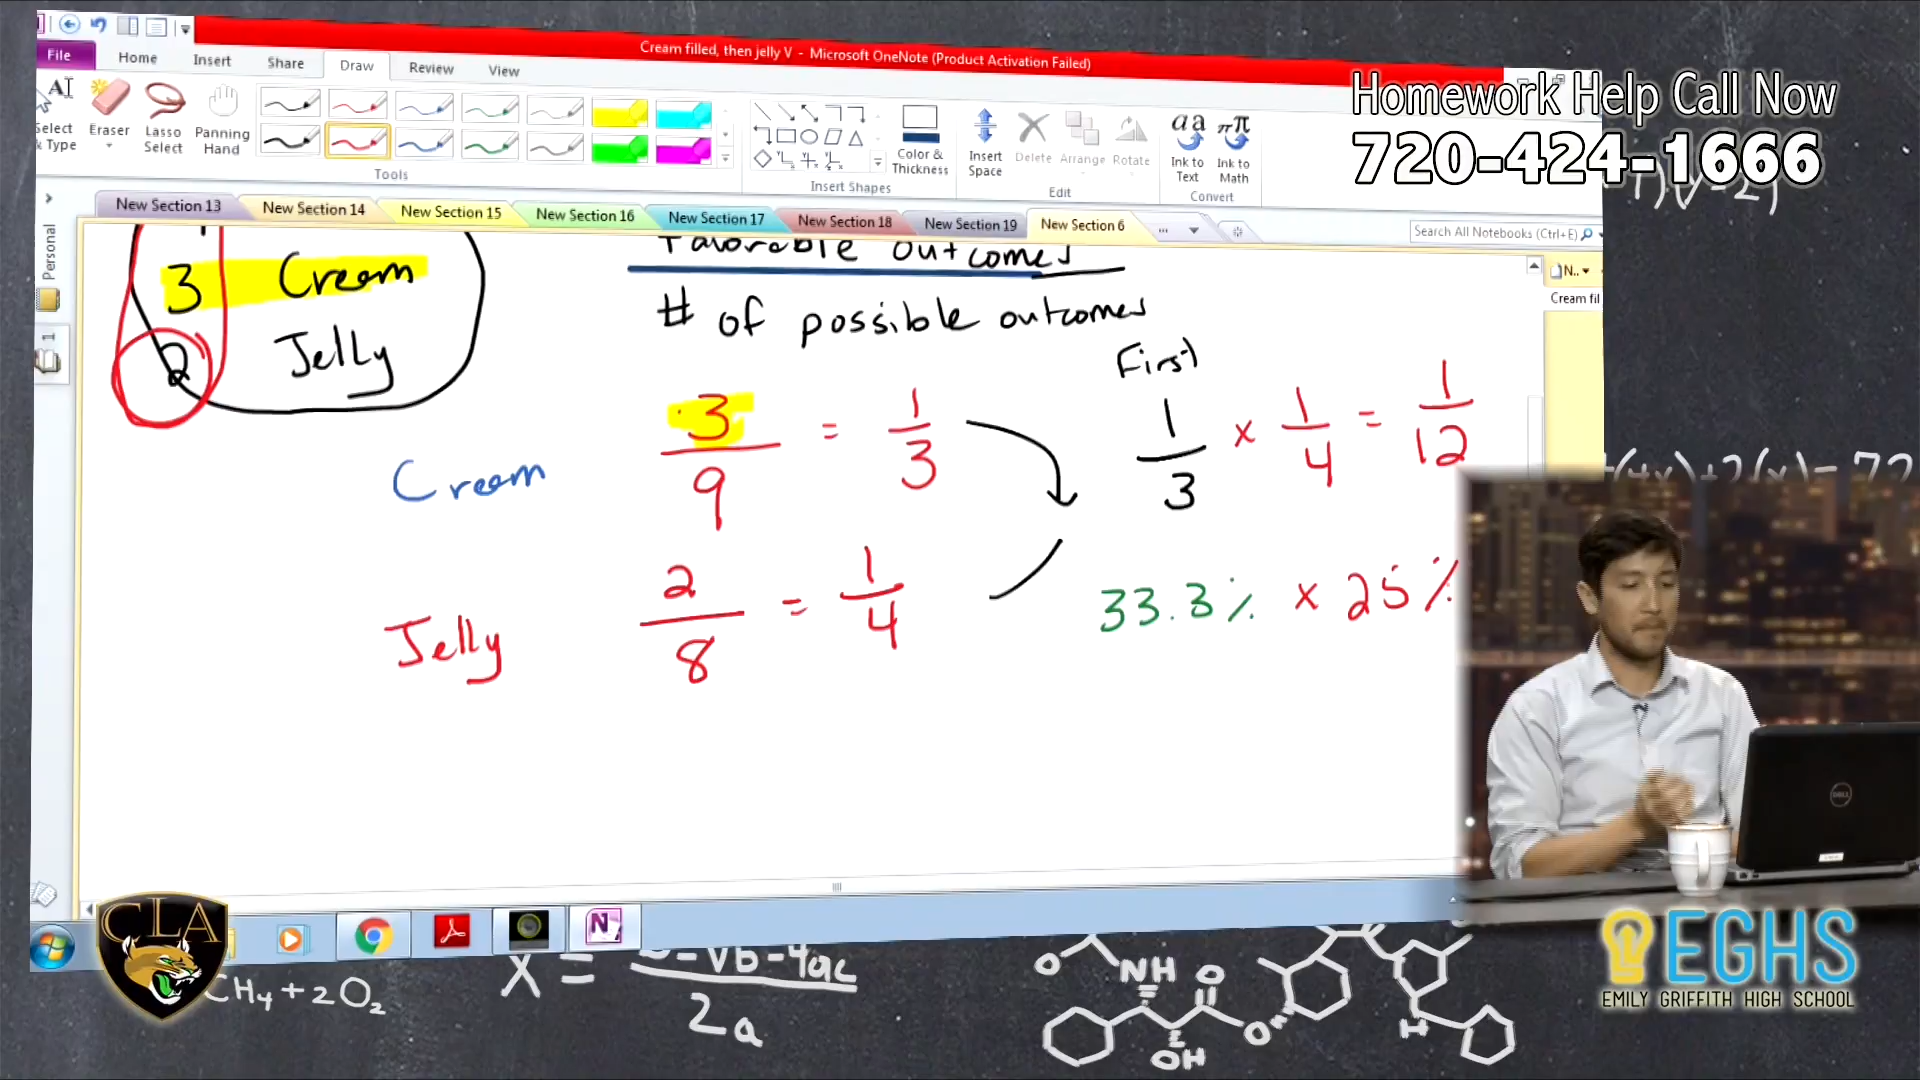 Cream filled, then jelly V - Microsoft OneNote (Product Activation Failed)
File Home Insert Share Draw Review View
Homework Help Call Now
720-424-1666
Select & Type
Eraser
Lasso Select
Panning Hand
Tools
Color & Thickness
Insert Shapes
Insert Space
Delete
Arrange
Rotate
Edit
Ink to Text
Ink to Math
Convert
New Section 13 New Section 14 New Section 15 New Section 16 New Section 17 New Section 18 New Section 19 New Section 6
Search All Notebooks (Ctrl+E)
Personal
1
N..
Cream fil
3 Cream
2 Jelly
Favorable outcomes
# of possible outcomes
First
Cream 3/9 = 1/3
1/3 x 1/4 = 1/12
Jelly 2/8 = 1/4
33.3% x 25%
DELL
CLA
CH4 + 2O2
x =
2a
NH
O
O
O
OH
H
EGHS
EMILY GRIFFITH HIGH SCHOOL